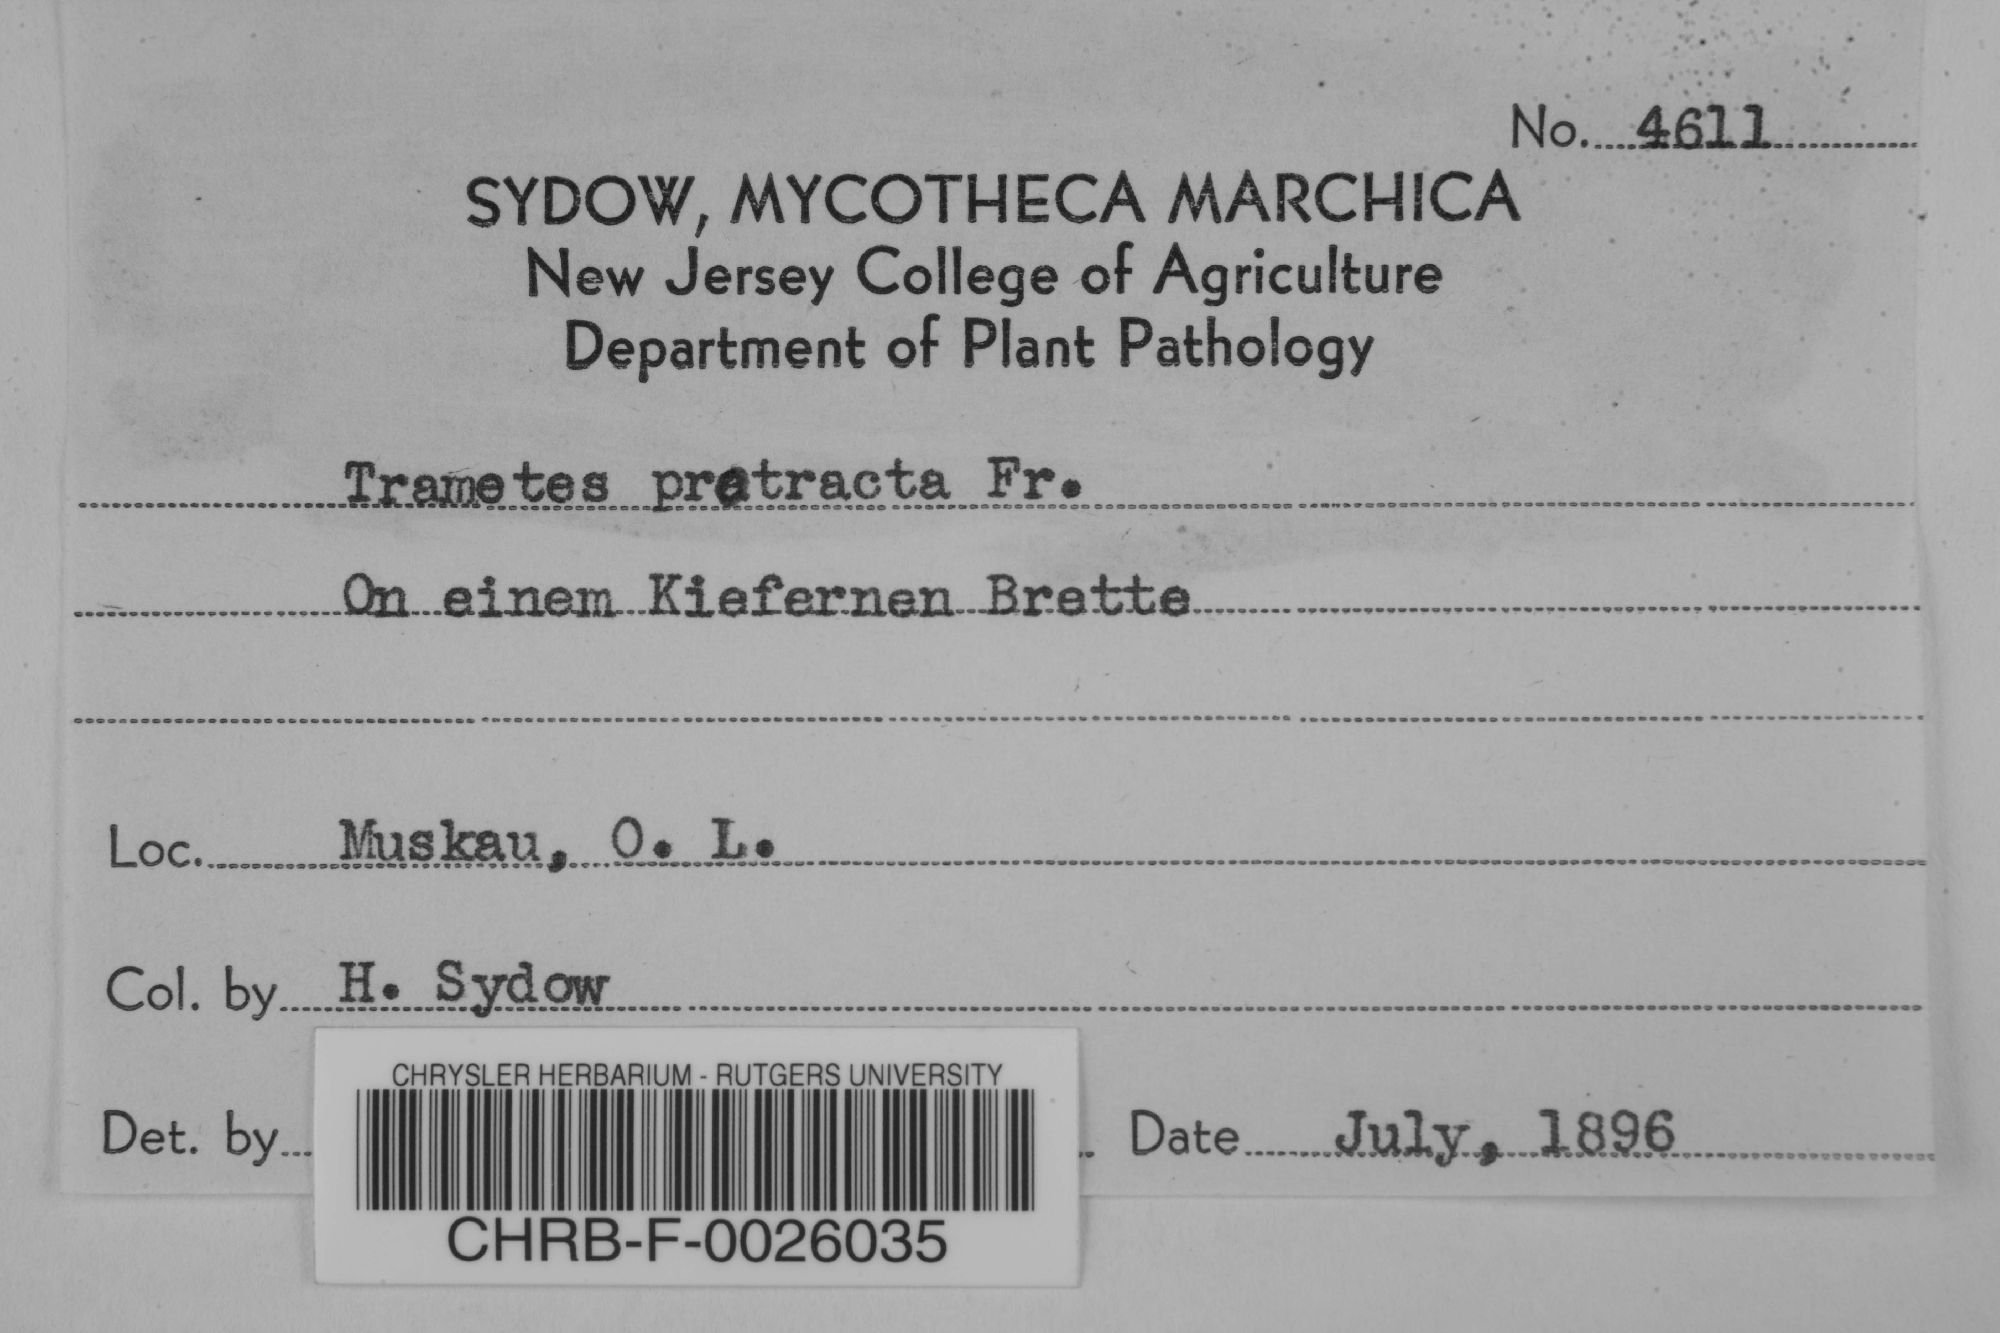 No. 4611
SYDOW, MYCOTHECA MARCHICA
New Jersey College of Agriculture
Department of Plant Pathology
Trametes protracta Fr.
On einem Kiefernen Brette
Loc. Muskau, O. L.
Col. by H. Sydow
CHRYSLER HERBARIUM - RUTGERS UNIVERSITY
Det. by Date July, 1896
CHRB-F-0026035